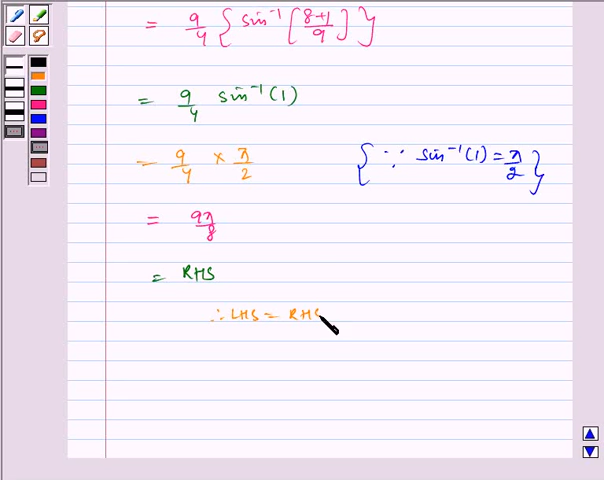 = 9/4 { sin⁻¹ [ 8+1/9 ] }
= 9/4 sin⁻¹(1)
= 9/4 × π/2 { ∵ sin⁻¹(1) = π/2 }
= 9π/8
= RHS
∴ LHS = RHS